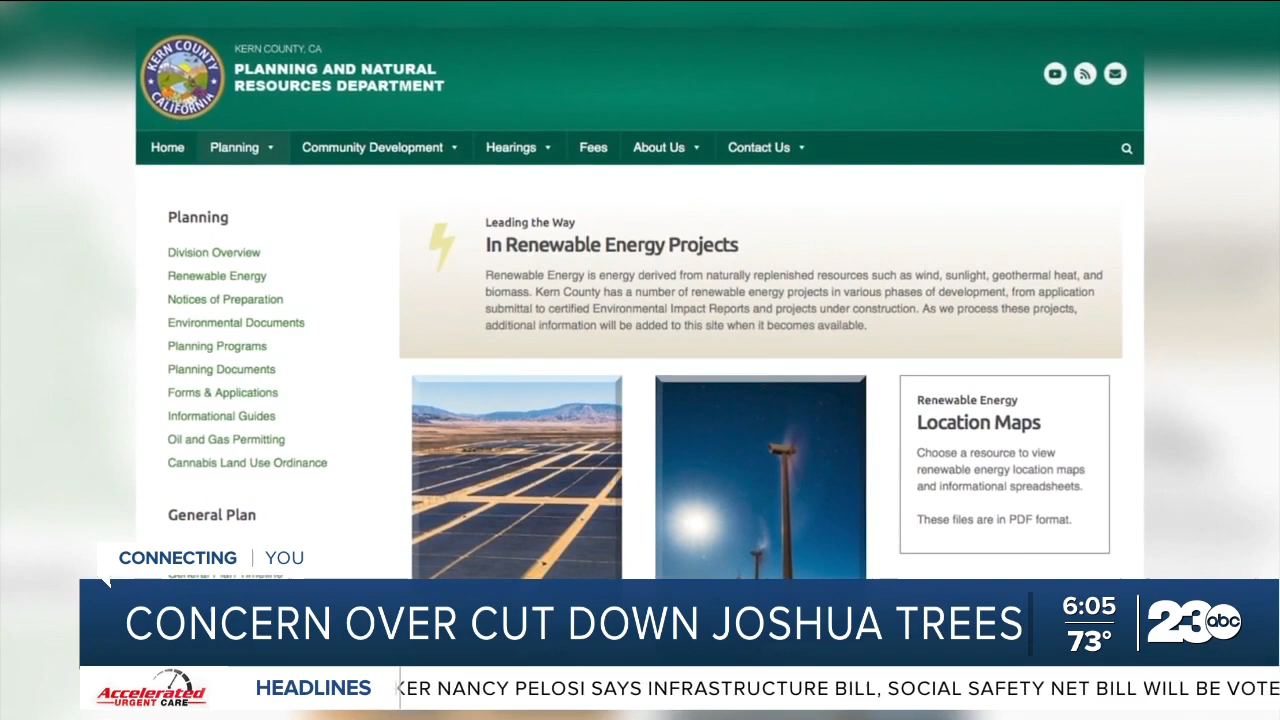 KERN COUNTY
CALIFORNIA
KERN COUNTY, CA
PLANNING AND NATURAL
RESOURCES DEPARTMENT
Home Planning Community Development Hearings Fees About Us Contact Us
Planning
Division Overview
Renewable Energy
Notices of Preparation
Environmental Documents
Planning Programs
Planning Documents
Forms & Applications
Informational Guides
Oil and Gas Permitting
Cannabis Land Use Ordinance
General Plan
Leading the Way
In Renewable Energy Projects
Renewable Energy is energy derived from naturally replenished resources such as wind, sunlight, geothermal heat, and
biomass. Kern County has a number of renewable energy projects in various phases of development, from application
submittal to certified Environmental Impact Reports and projects under construction. As we process these projects,
additional information will be added to this site when it becomes available.
Renewable Energy
Location Maps
Choose a resource to view
renewable energy location maps
and informational spreadsheets.
These files are in PDF format.
CONNECTING | YOU
CONCERN OVER CUT DOWN JOSHUA TREES
6:05
73°
23 abc
Accelerated
URGENT CARE
HEADLINES
KER NANCY PELOSI SAYS INFRASTRUCTURE BILL, SOCIAL SAFETY NET BILL WILL BE VOTE